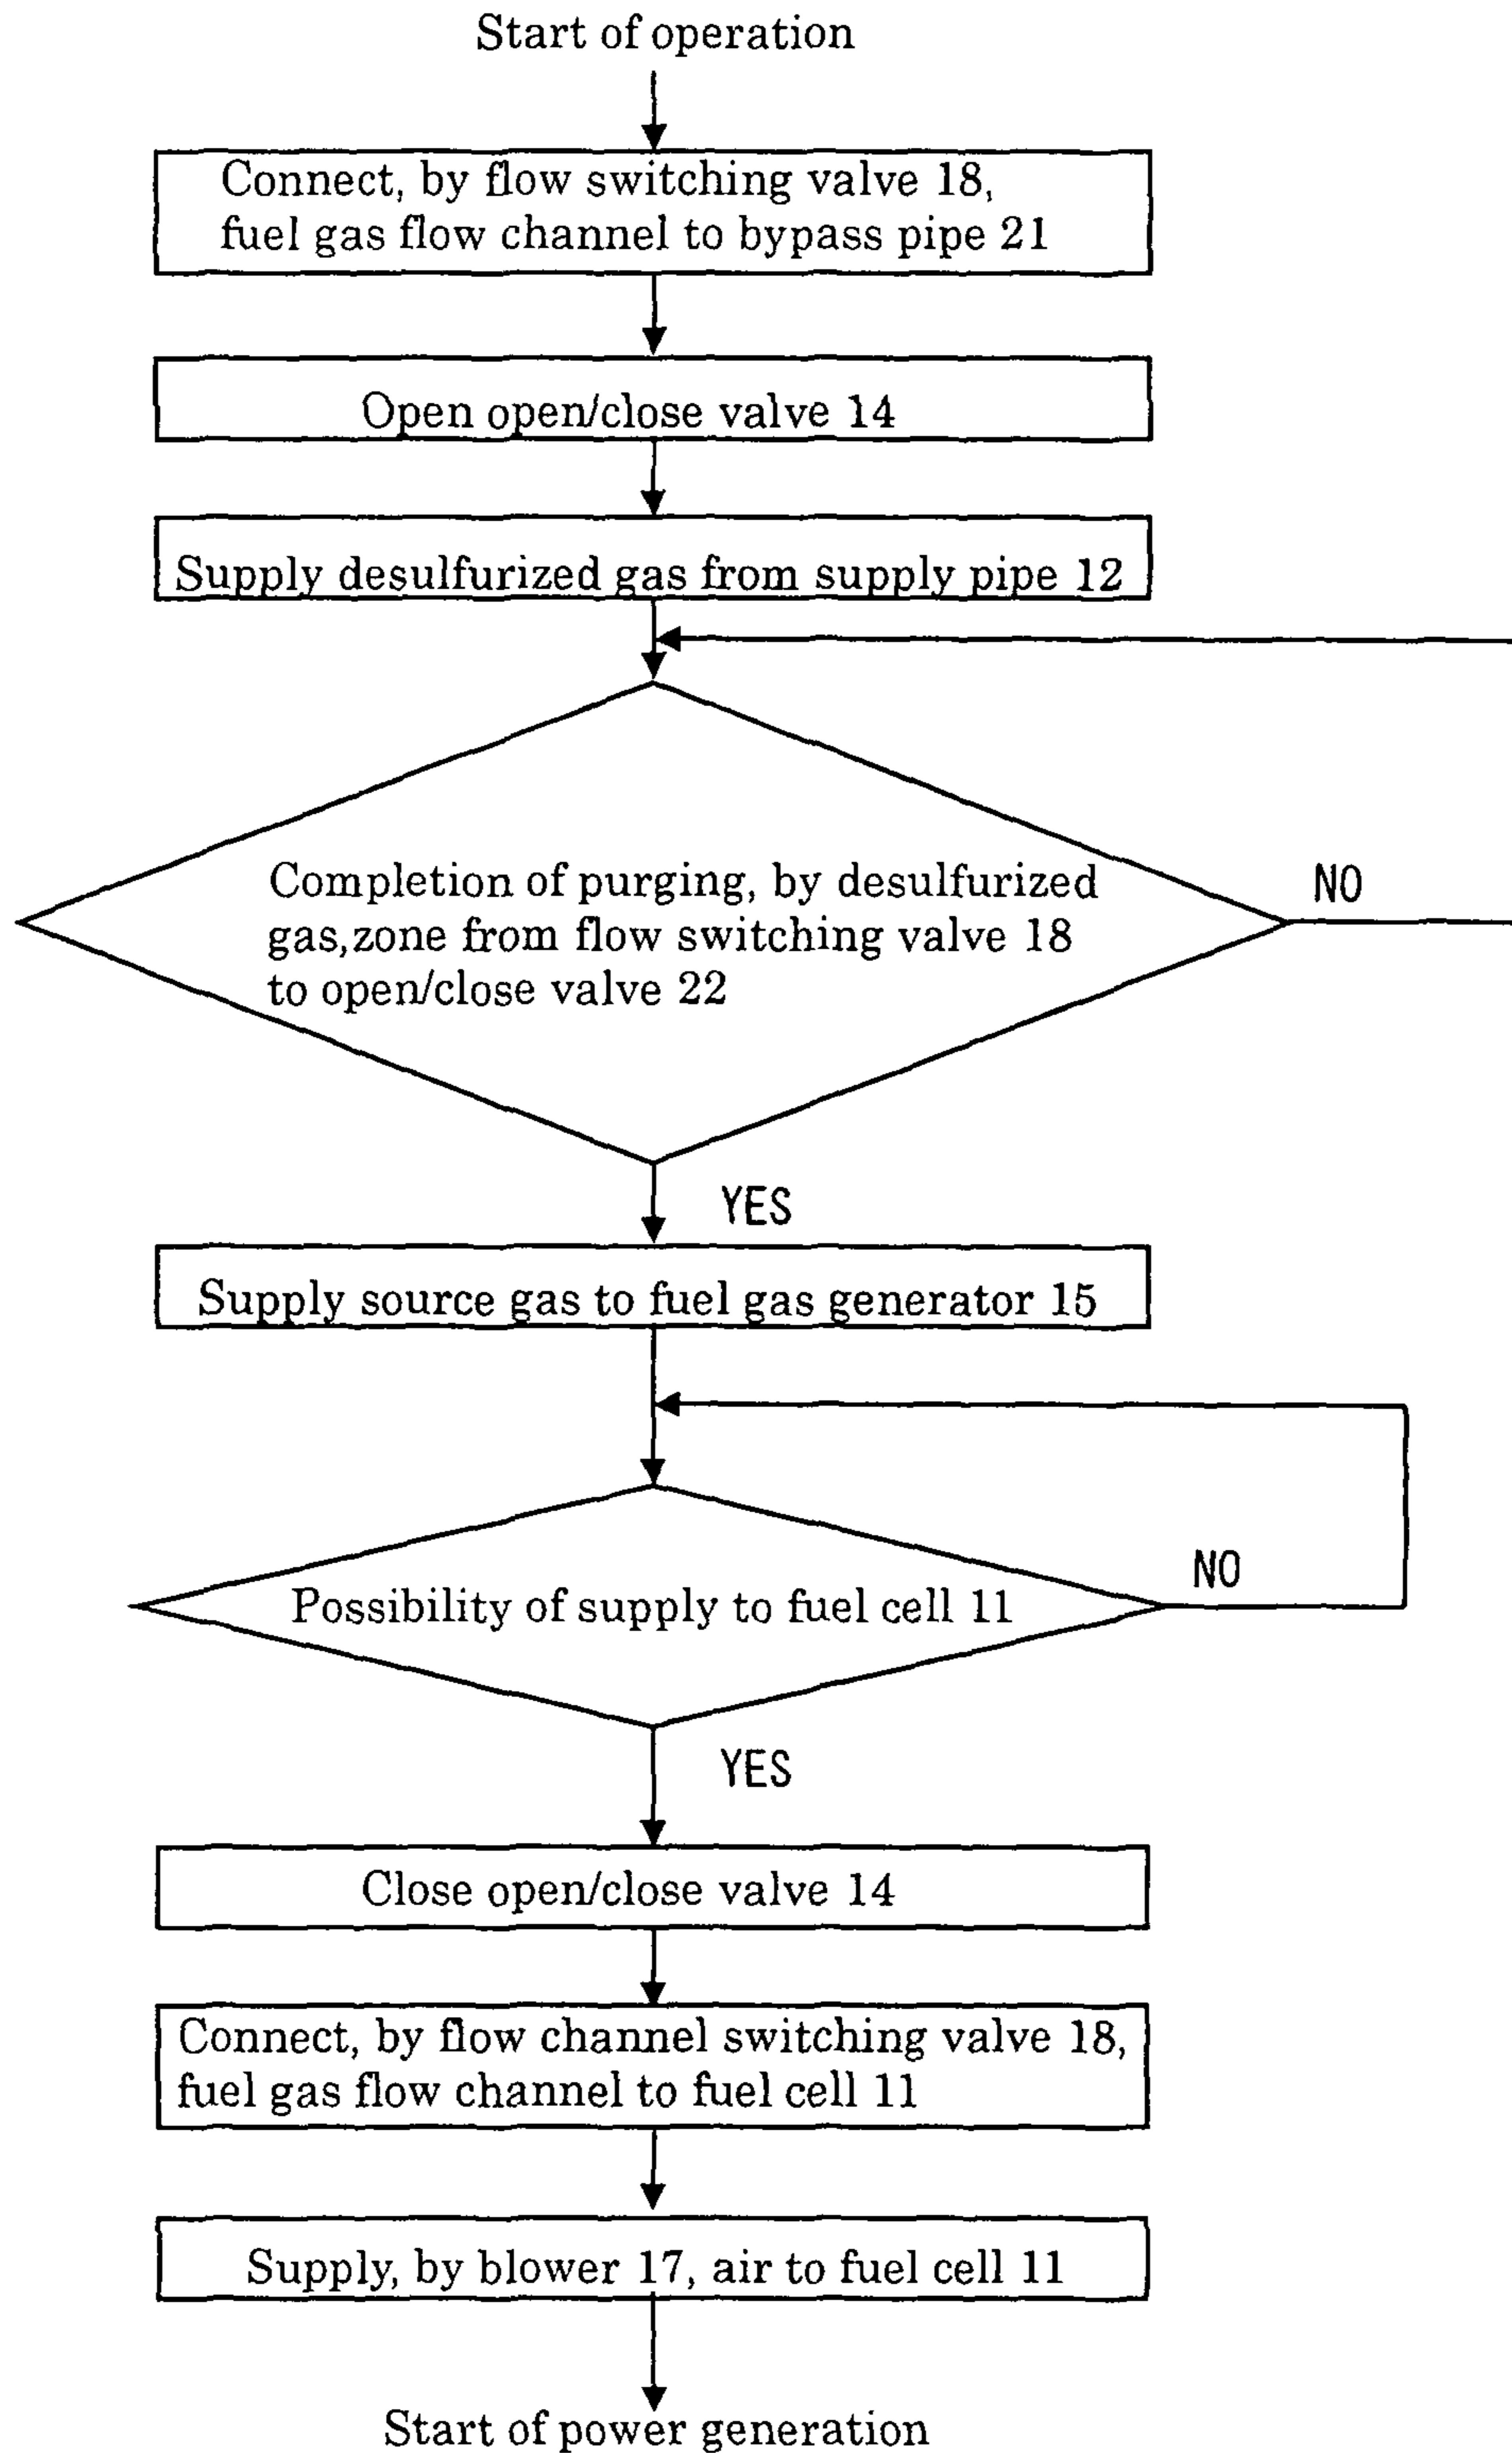 Start of operation
Connect, by flow switching valve 18,
fuel gas flow channel to bypass pipe 21
Open open/close valve 14
Supply desulfurized gas from supply pipe 12
Completion of purging, by desulfurized
NO
gas,zone from flow switching valve 18
to open/close valve 22
YES
Supply source gas to fuel gas generator 15
NO
Possibility of supply to fuel cell 11
YES
Close open/close valve 14
Connect, by flow channel switching valve 18,
fuel gas flow channel to fuel cell 11
Supply, by blower 17, air to fuel cell 11
Start of power generation